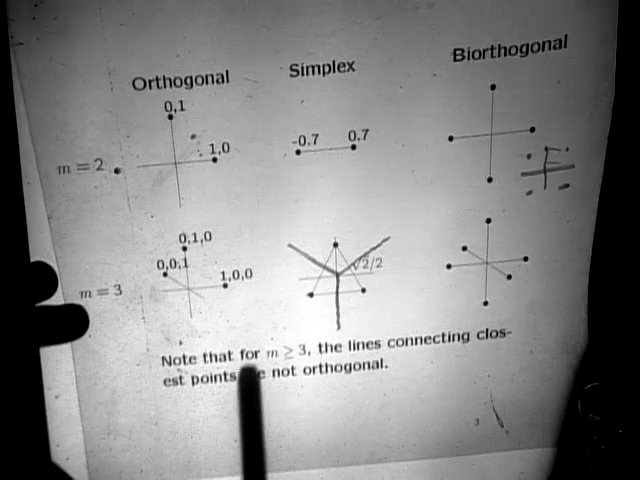 Orthogonal Simplex Biorthogonal
0,1
m = 2 1,0 -0.7 0.7
0,1,0
0,0,1 1,0,0 √2/2
m = 3
Note that for m ≥ 3, the lines connecting clos-
est points not orthogonal.
3